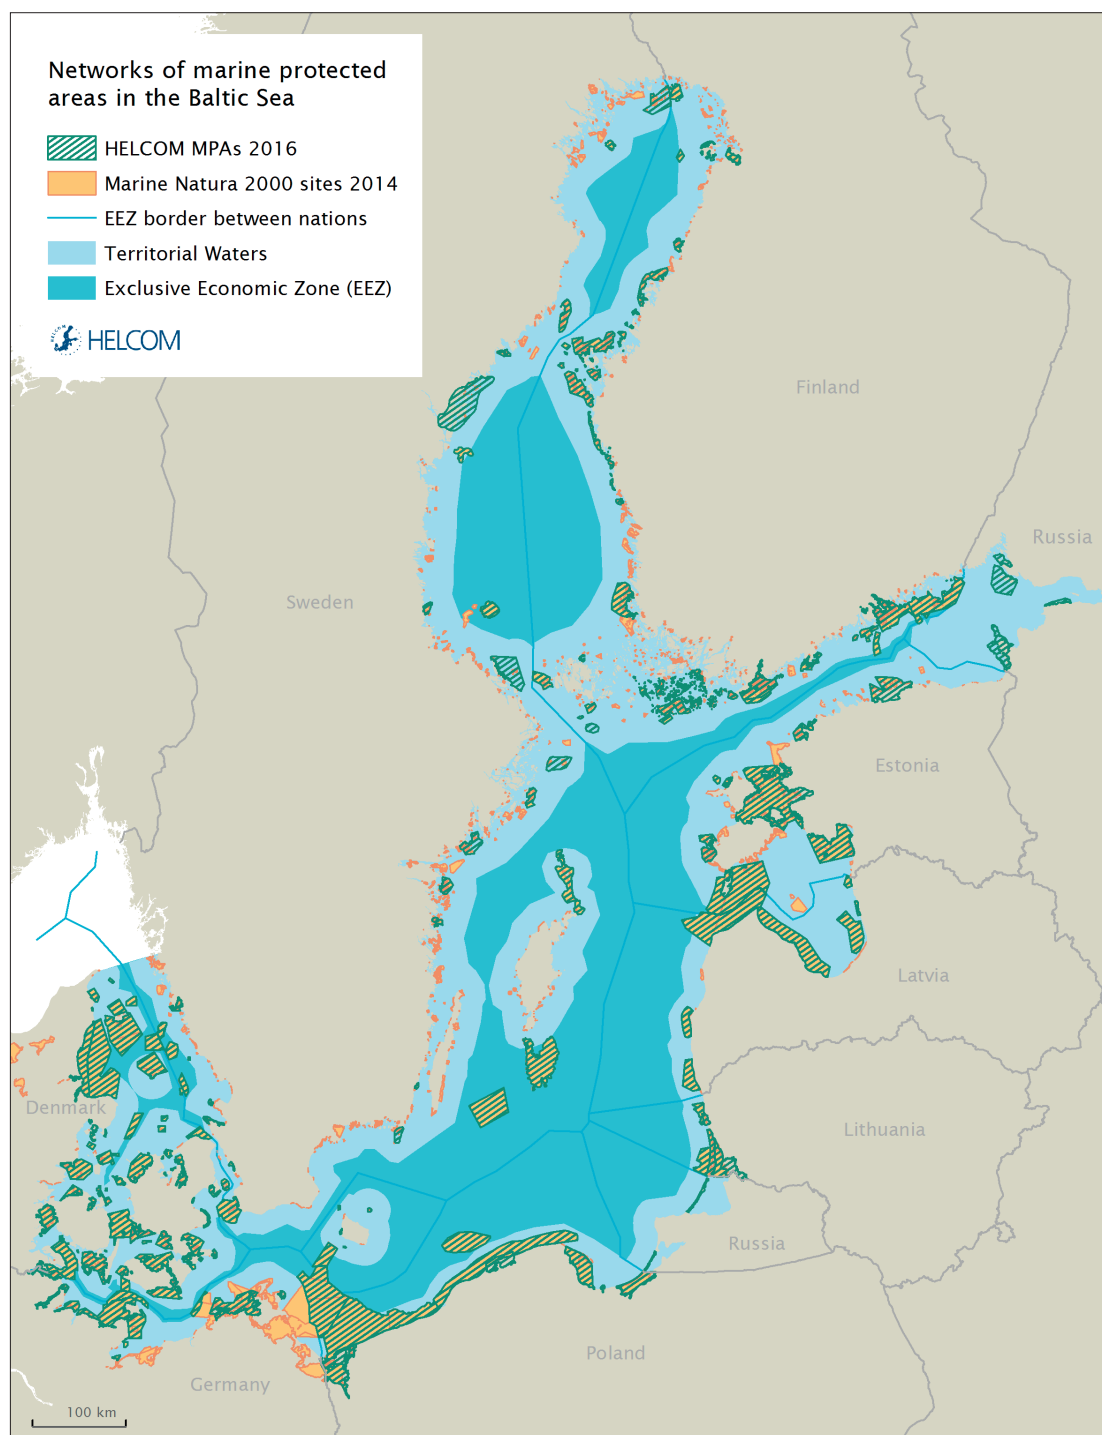 Networks of marine protected
areas in the Baltic Sea
HELCOM MPAs 2016
Marine Natura 2000 sites 2014
EEZ border between nations
Territorial Waters
Exclusive Economic Zone (EEZ)
HELCOM
HELCOM
Finland
Russia
Sweden
Estonia
Latvia
Denmark
Lithuania
Russia
Poland
Germany
100 km